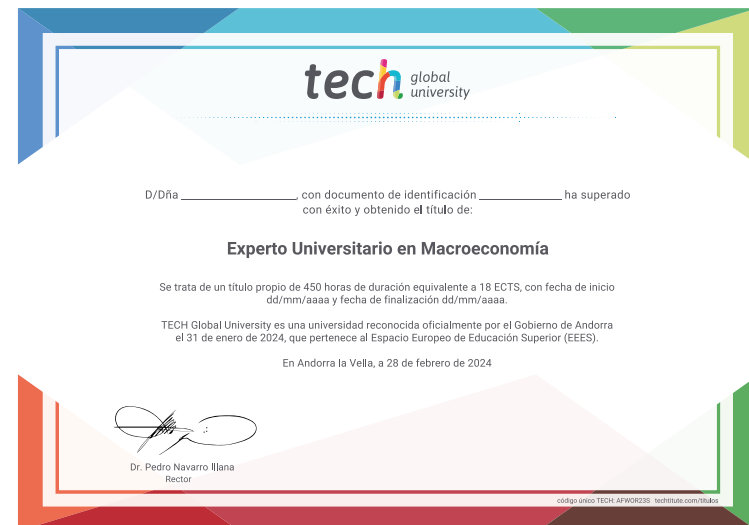 tech global university
D/Dña ____________, con documento de identificación ____________ ha superado
con éxito y obtenido el título de:
Experto Universitario en Macroeconomía
Se trata de un título propio de 450 horas de duración equivalente a 18 ECTS, con fecha de inicio
dd/mm/aaaa y fecha de finalización dd/mm/aaaa.
TECH Global University es una universidad reconocida oficialmente por el Gobierno de Andorra
el 31 de enero de 2024, que pertenece al Espacio Europeo de Educación Superior (EEES).
En Andorra la Vella, a 28 de febrero de 2024
Dr. Pedro Navarro Illana
Rector
código único TECH: AFWOR23S techtitute.com/titulos